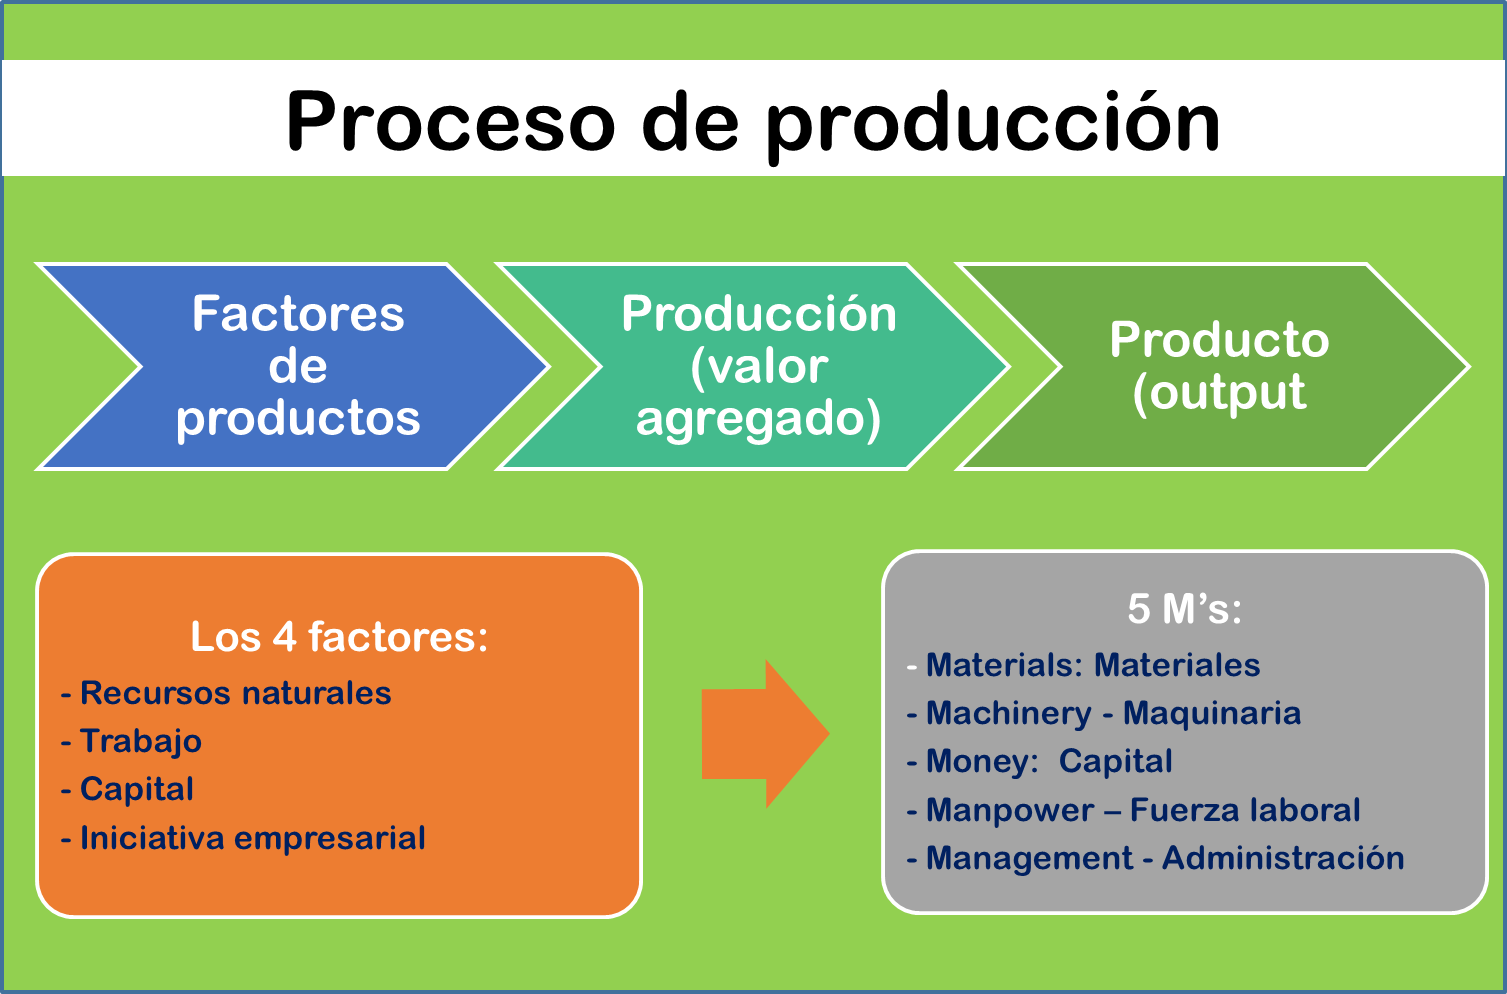 Proceso de producción
Factores
de
productos
Producción
(valor
agregado)
Producto
(output
Los 4 factores:
- Recursos naturales
- Trabajo
- Capital
- Iniciativa empresarial
5 M’s:
- Materials: Materiales
- Machinery - Maquinaria
- Money:  Capital
- Manpower – Fuerza laboral
- Management - Administración